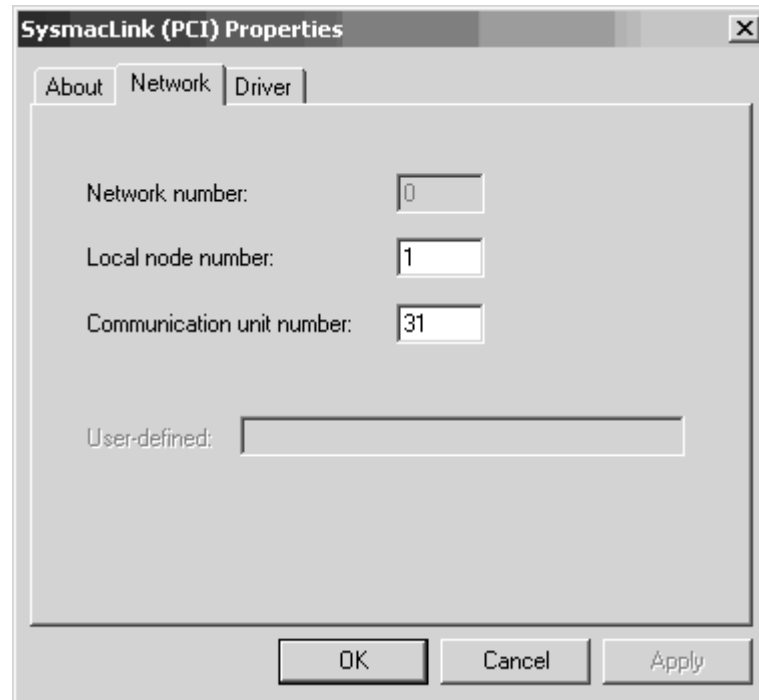 SysmacLink (PCI) Properties
About Network Driver
Network number: 0
Local node number: 1
Communication unit number: 31
User-defined:
OK Cancel Apply